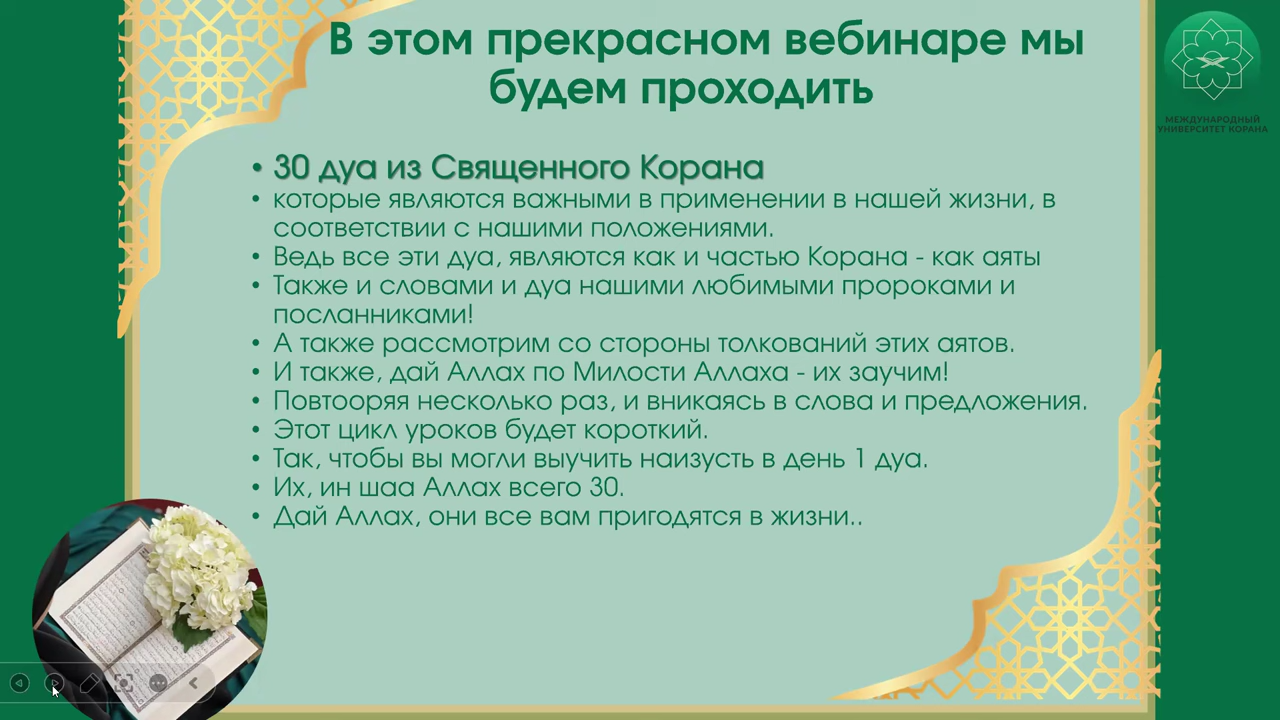 В этом прекрасном вебинаре мы
будем проходить
МЕЖДУНАРОДНЫЙ
УНИВЕРСИТЕТ КОРАНА
• 30 дуа из Священного Корана
• которые являются важными в применении в нашей жизни, в
соответствии с нашими положениями.
• Ведь все эти дуа, являются как и частью Корана - как аяты
• Также и словами и дуа нашими любимыми пророками и
посланниками!
• А также рассмотрим со стороны толкований этих аятов.
• И также, дай Аллах по Милости Аллаха - их заучим!
• Повтооряя несколько раз, и вникаясь в слова и предложения.
• Этот цикл уроков будет короткий.
• Так, чтобы вы могли выучить наизусть в день 1 дуа.
• Их, ин шаа Аллах всего 30.
• Дай Аллах, они все вам пригодятся в жизни..